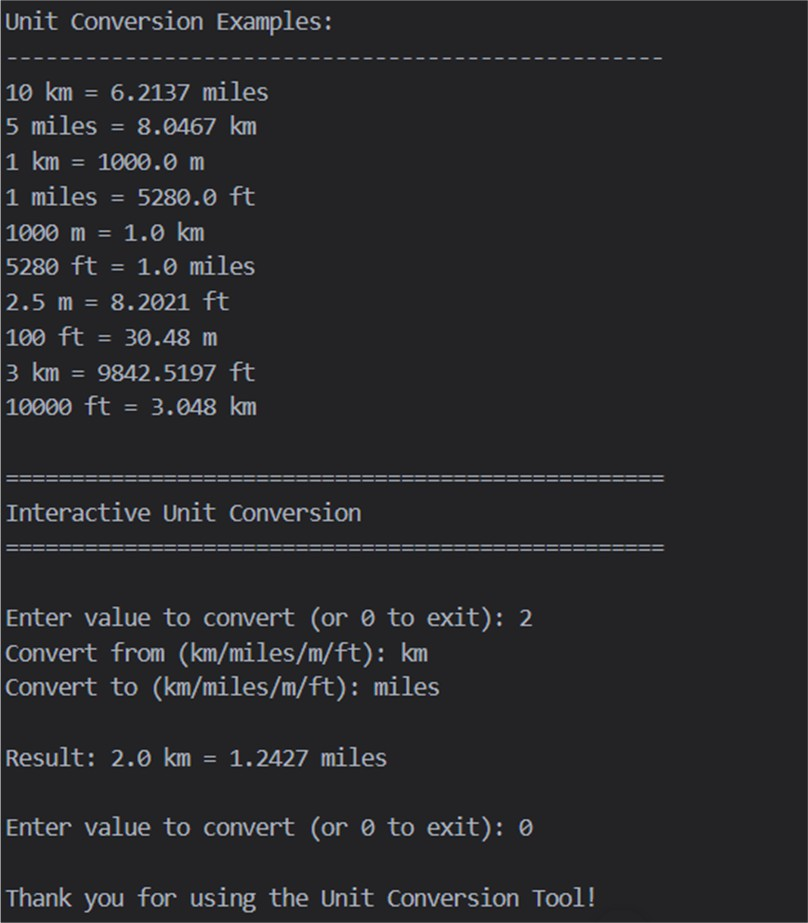 Unit Conversion Examples:
--------------------------------------------------
10 km = 6.2137 miles
5 miles = 8.0467 km
1 km = 1000.0 m
1 miles = 5280.0 ft
1000 m = 1.0 km
5280 ft = 1.0 miles
2.5 m = 8.2021 ft
100 ft = 30.48 m
3 km = 9842.5197 ft
10000 ft = 3.048 km
==================================================
Interactive Unit Conversion
==================================================
Enter value to convert (or 0 to exit): 2
Convert from (km/miles/m/ft): km
Convert to (km/miles/m/ft): miles
Result: 2.0 km = 1.2427 miles
Enter value to convert (or 0 to exit): 0
Thank you for using the Unit Conversion Tool!